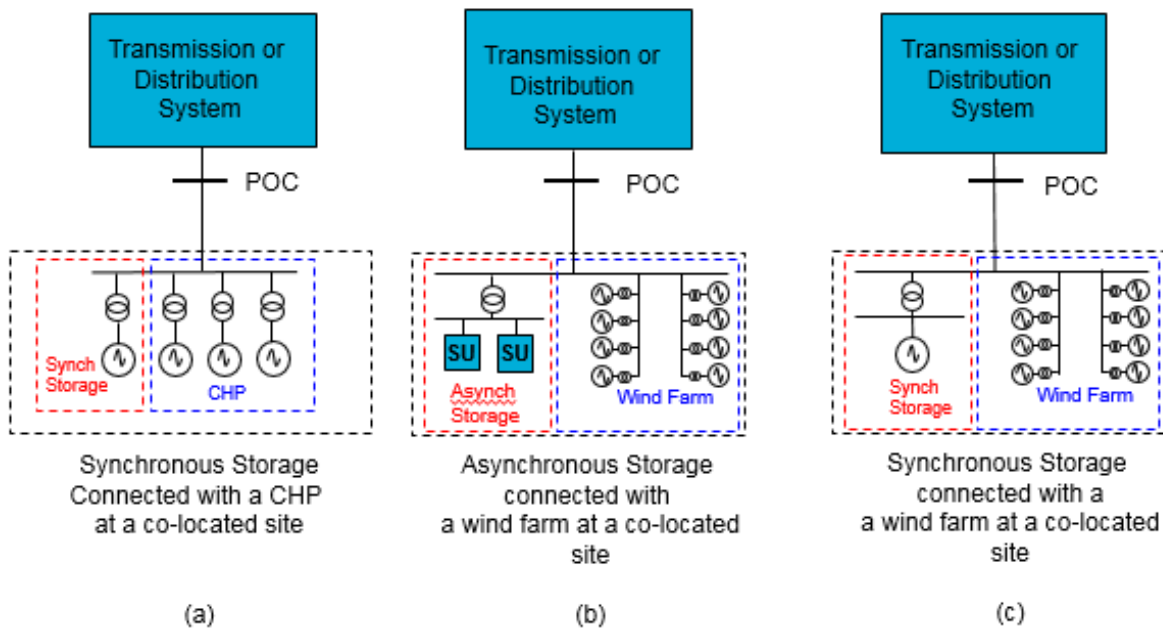 Transmission or
Distribution
System
POC
Synch
Storage
CHP
Synchronous Storage
Connected with a CHP
at a co-located site
(a)
Transmission or
Distribution
System
POC
SU
SU
Asynch
Storage
Wind Farm
Asynchronous Storage
connected with
a wind farm at a co-located
site
(b)
Transmission or
Distribution
System
POC
Synch
Storage
Wind Farm
Synchronous Storage
connected with a
a wind farm at a co-located
site
(c)